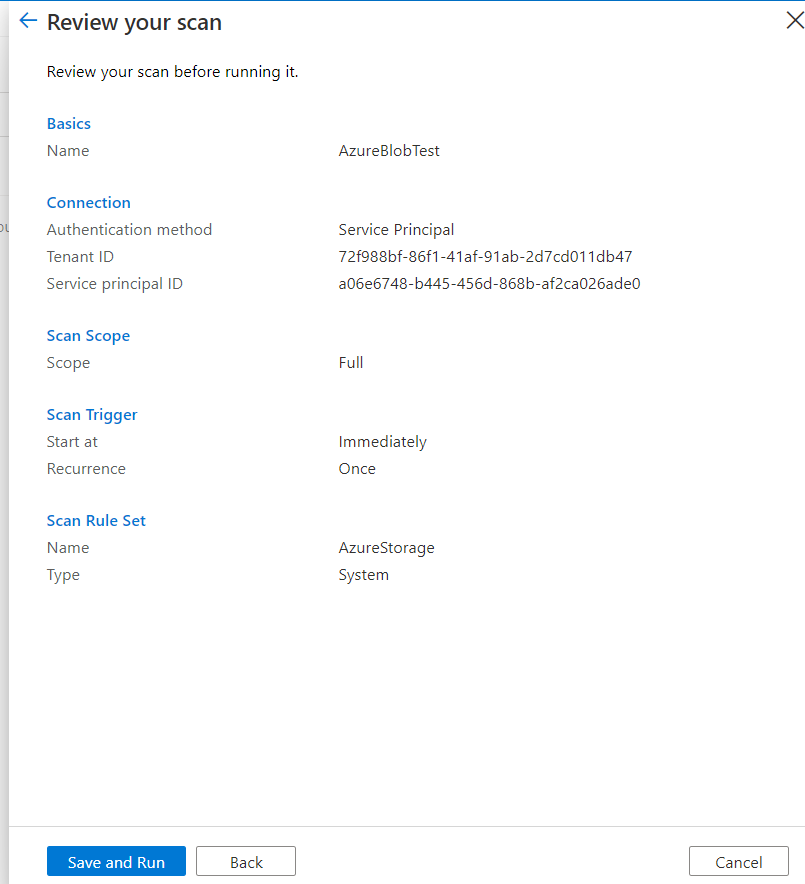 Review your scan
Review your scan before running it.
Basics
Name AzureBlobTest
Connection
Authentication method Service Principal
Tenant ID 72f988bf-86f1-41af-91ab-2d7cd011db47
Service principal ID a06e6748-b445-456d-868b-af2ca026ade0
Scan Scope
Scope Full
Scan Trigger
Start at Immediately
Recurrence Once
Scan Rule Set
Name AzureStorage
Type System
Save and Run Back Cancel